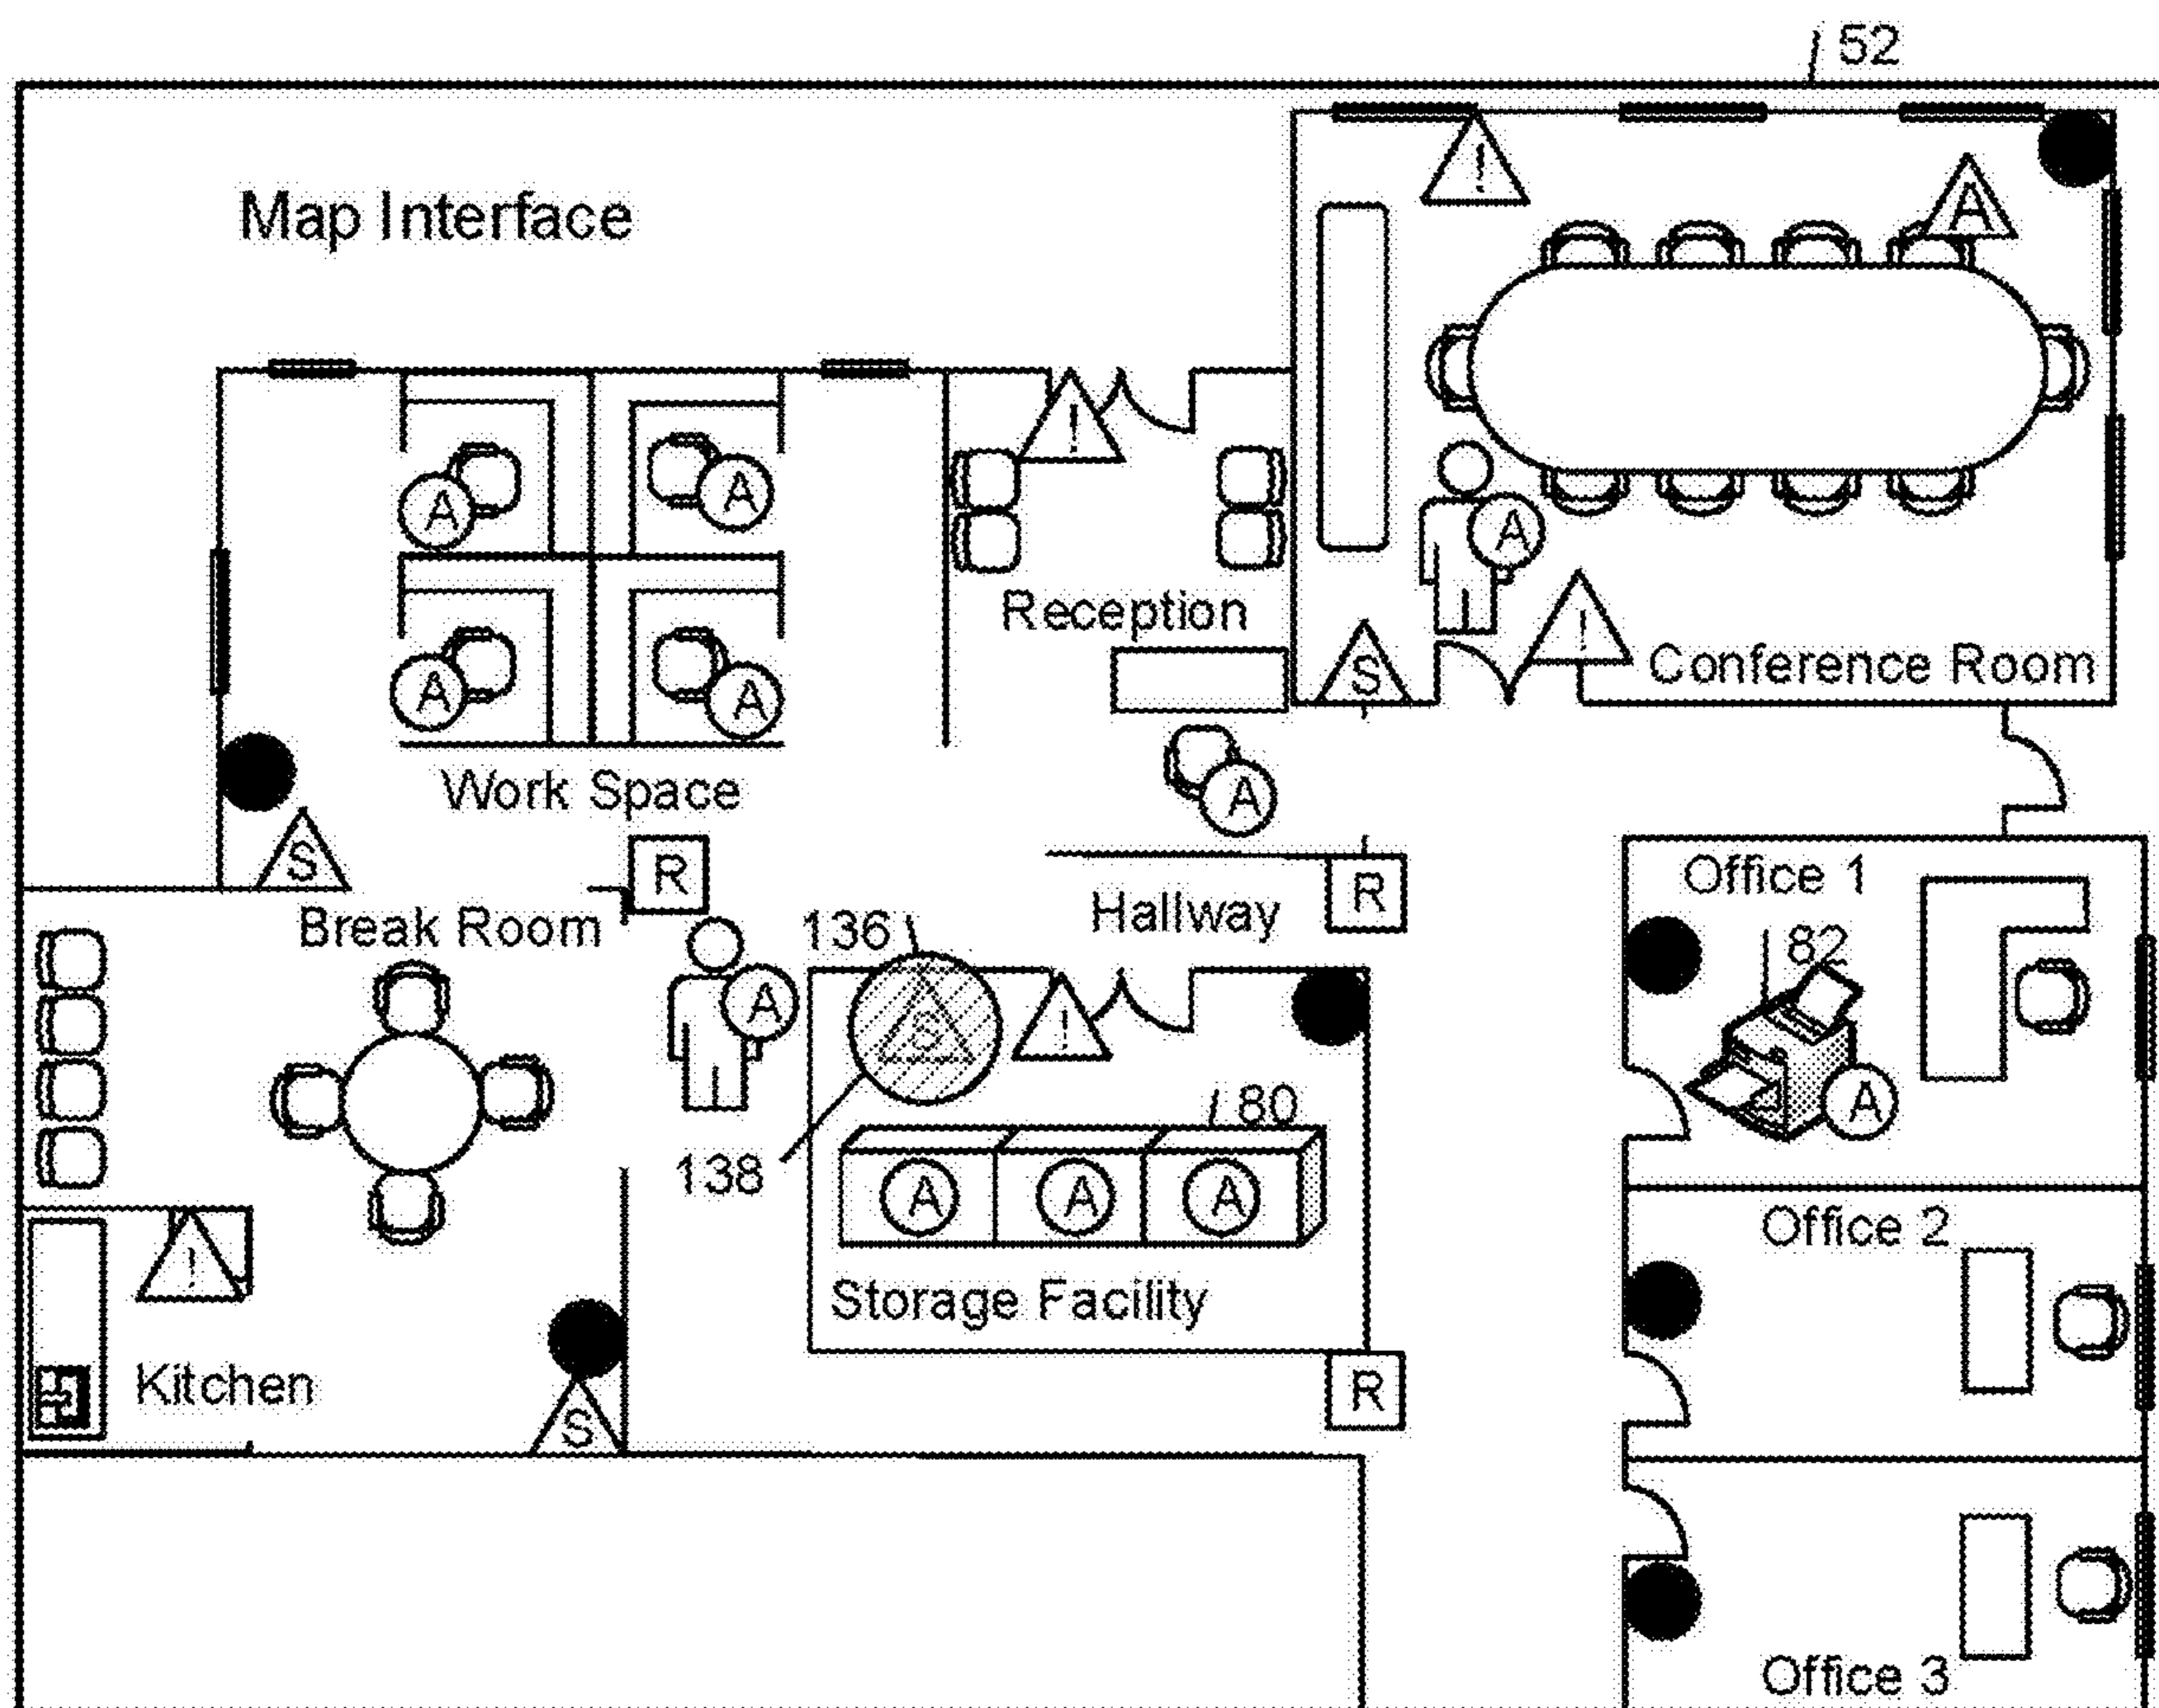 52
Map Interface
!
A
!
A
A
A
Reception
!
S
Conference Room
A
A
Work Space
A
S
R
Office 1
R
Break Room
136
Hallway
82
A
S
!
80
A
138
A
A
A
Office 2
!
Storage Facility
Kitchen
R
S
Office 3